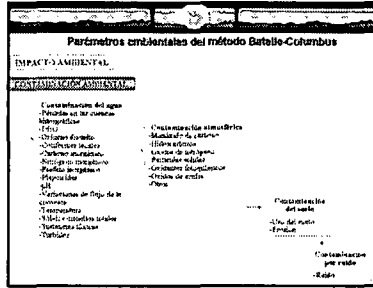 Parámetros ambientales del método Batelle-Columbus
IMPACTO AMBIENTAL
CONTAMINACIÓN AMBIENTAL
Contaminación del agua
-Pérdidas en las cuencas
hidrográficas
-DBO
-Oxígeno disuelto
-Coliformes fecales
-Carbono inorgánico
-Nitrógeno inorgánico
-Fosfato inorgánico
-Plaguicidas
-pH
-Variaciones de flujo de la
corriente
-Temperatura
-Sólidos disueltos totales
-Sustancias tóxicas
-Turbidez
Contaminación atmosférica
-Monóxido de carbono
-Hidrocarburos
-Óxidos de nitrógeno
-Partículas sólidas
-Oxidantes fotoquímicos
-Óxidos de azufre
-Otros
Contaminación
del suelo
-Uso del suelo
-Erosión
Contaminación
por ruido
-Ruido